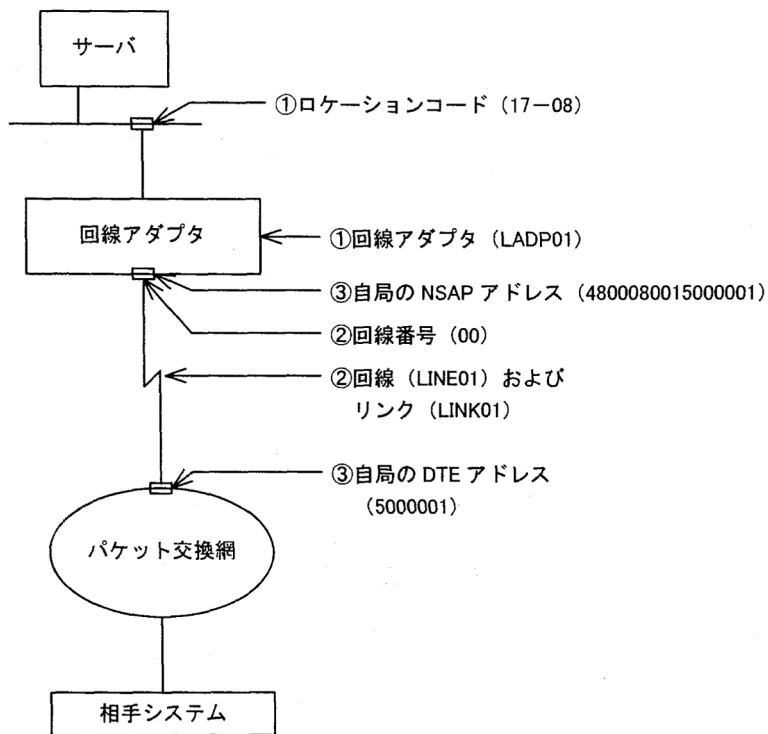 サーバ
①ロケーションコード（17－08）
回線アダプタ
①回線アダプタ（LADP01）
③自局の NSAP アドレス（4800080015000001）
②回線番号（00）
②回線（LINE01）および
リンク（LINK01）
③自局の DTE アドレス
（5000001）
パケット交換網
相手システム